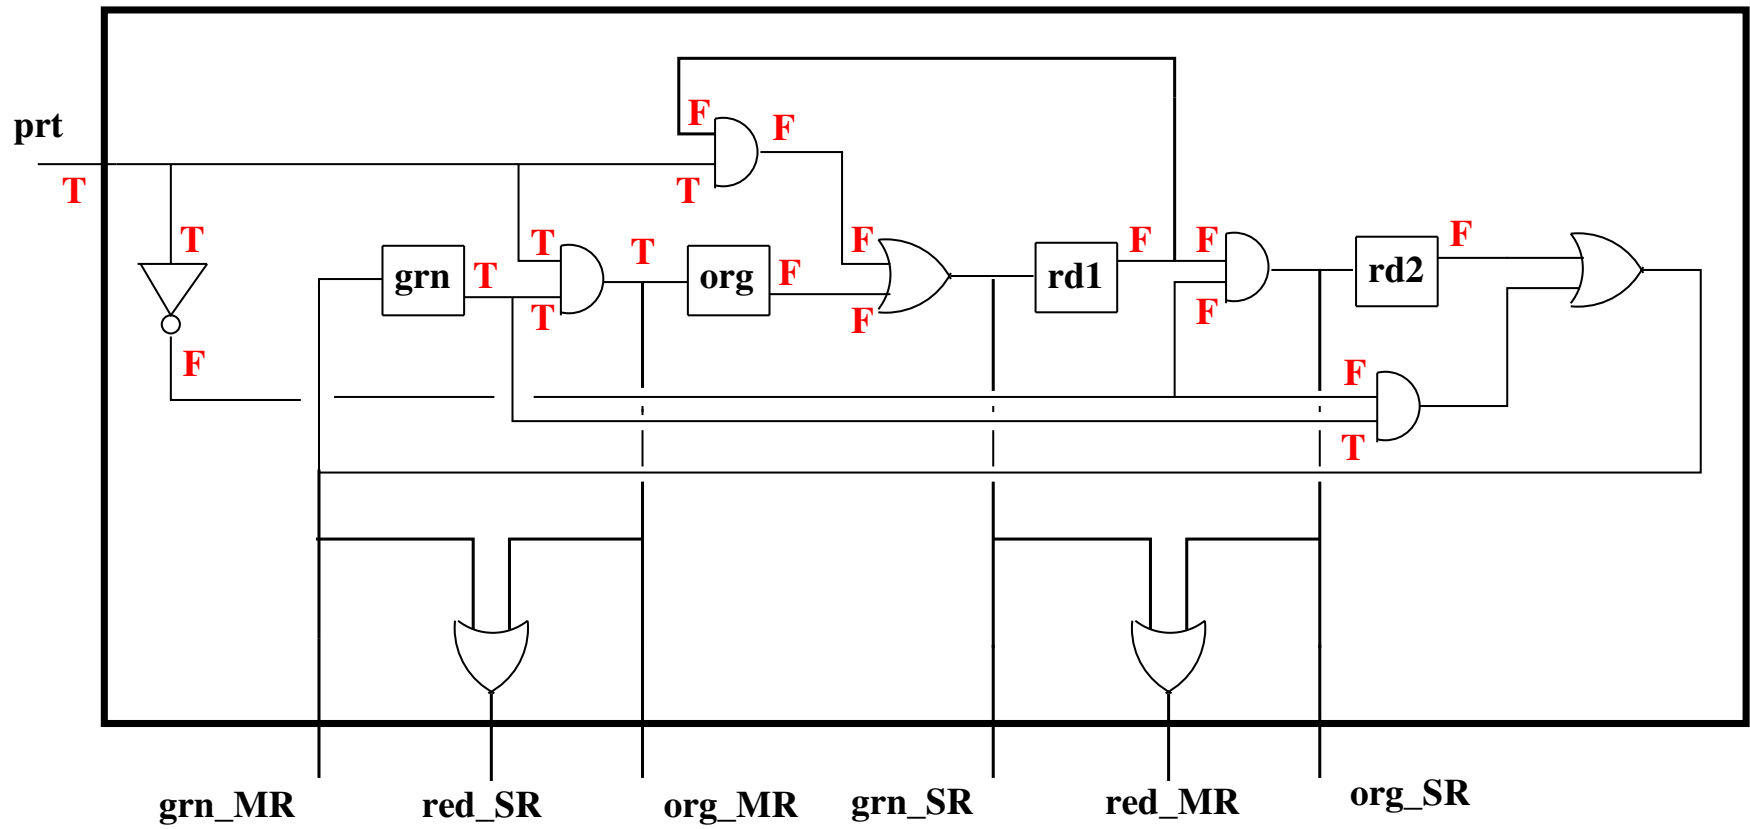 F
F
prt
T
T
T
T
F
F
F
F
T
T
grn
T
org
F
rd1
rd2
T
F
F
F
F
T
grn_MR
red_SR
org_MR
grn_SR
red_MR
org_SR